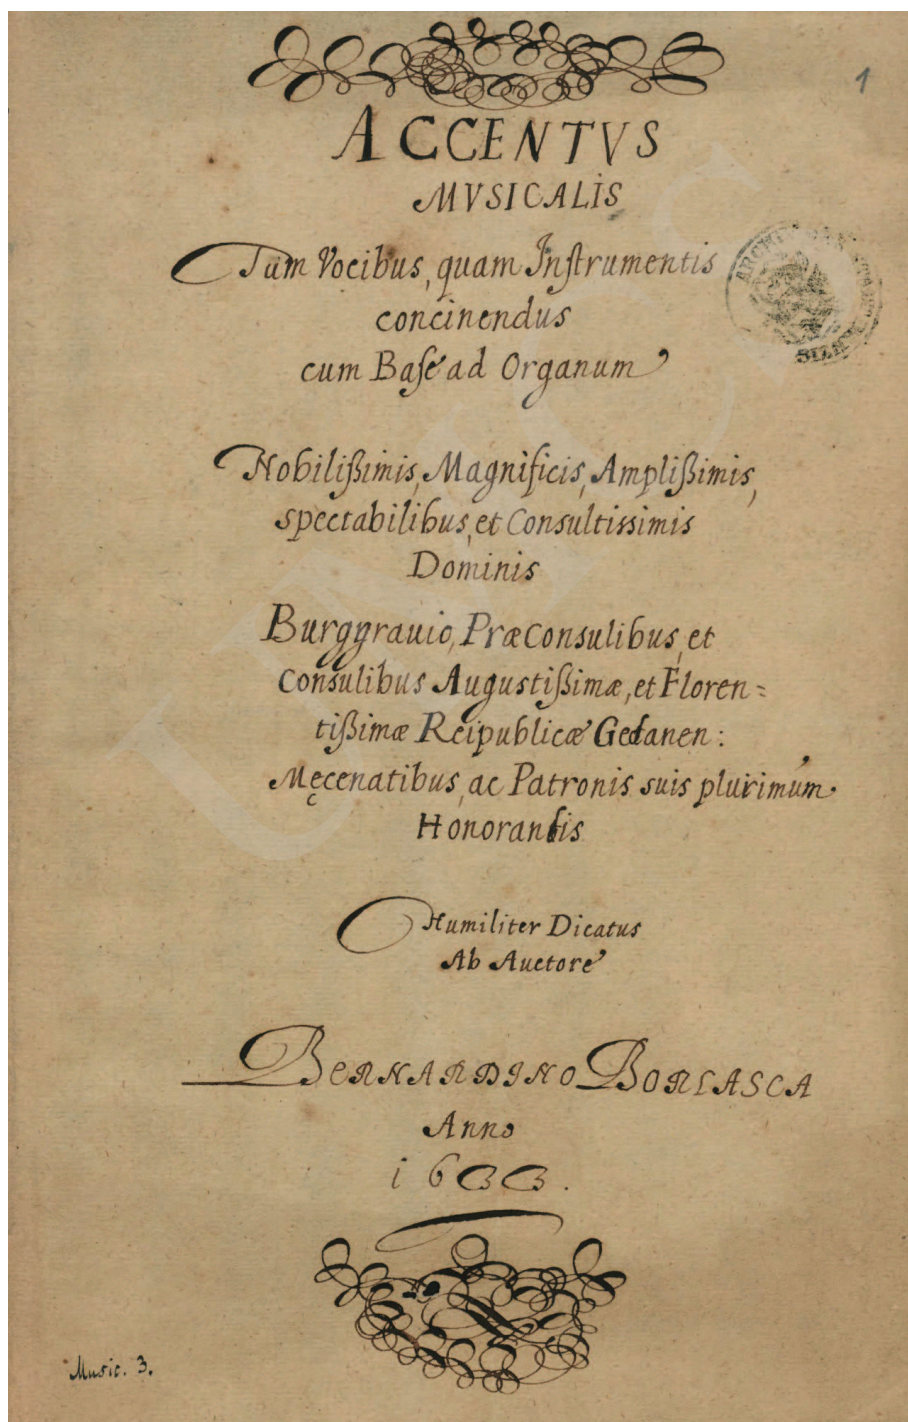 1
ACCENTVS
MVSICALIS
Tum Vocibus, quam Instrumentis
concinendus
cum Base ad Organum
Nobilißimis, Magnificis, Amplißimis,
spectabilibus, et Consultissimis
Dominis
Burggrauio, Præconsulibus, et
Consulibus Augustißimæ, et Floren=
tißimæ Reipublicæ Gedanen:
Męcenatibus, ac Patronis suis plurimùm
Honorandis
Humiliter Dicatus
Ab Auctore
BERNARDINO BORLASCA
Anno
1633.
Music. 3.